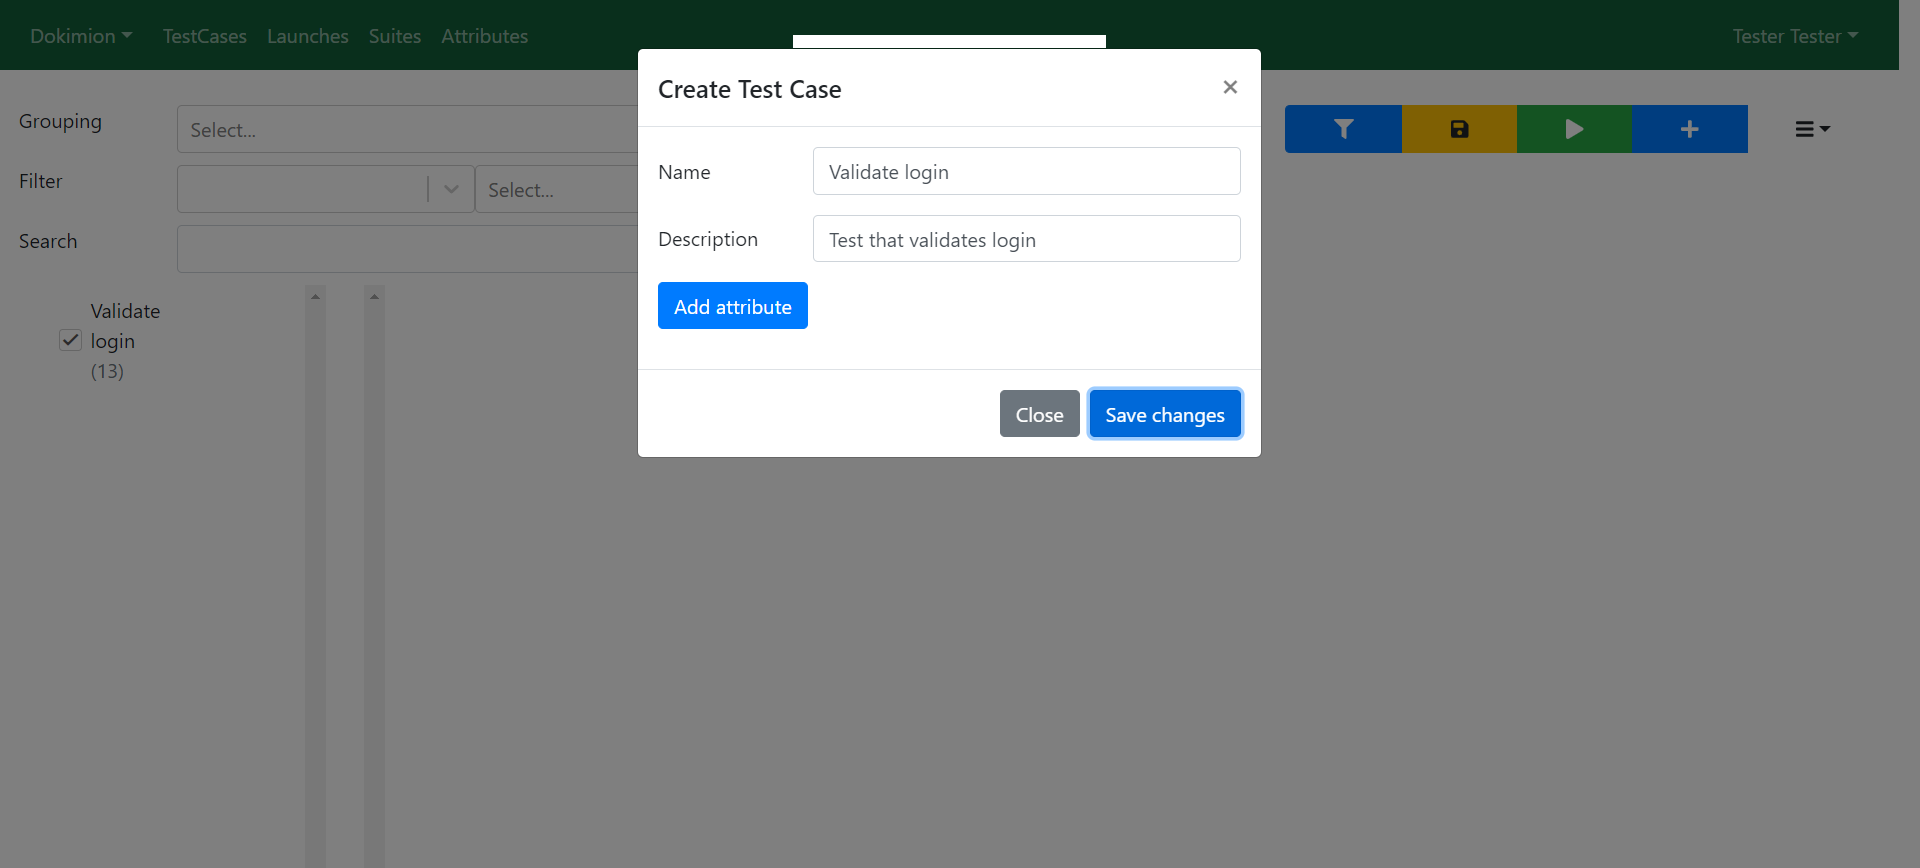 Dokimion TestCases Launches Suites Attributes Tester Tester
Create Test Case ×
Grouping Select...
Filter Select...
Search
Name Validate login
Description Test that validates login
Add attribute
Close Save changes
Validate
login
(13)